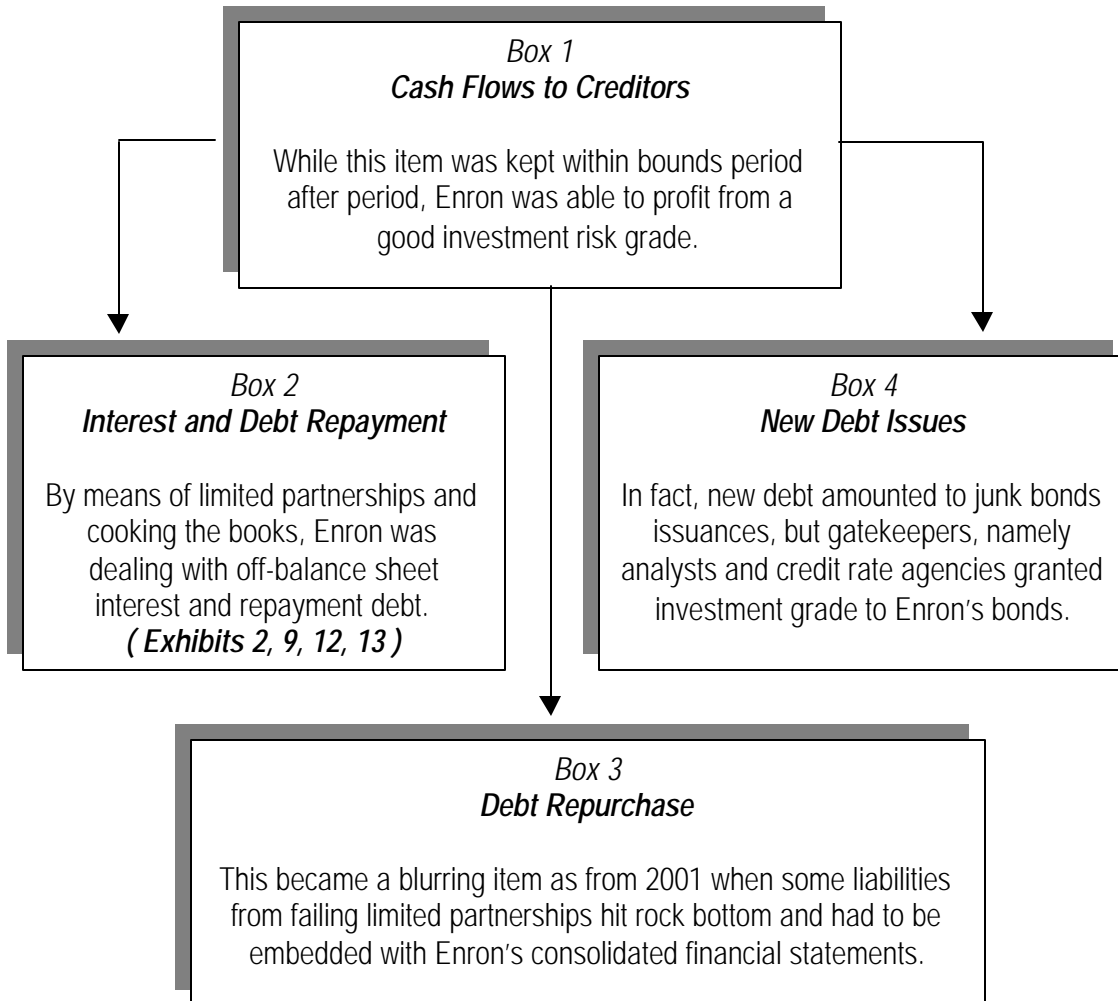 Box 1
Cash Flows to Creditors
While this item was kept within bounds period
after period, Enron was able to profit from a
good investment risk grade.
Box 2
Interest and Debt Repayment
By means of limited partnerships and
cooking the books, Enron was
dealing with off-balance sheet
interest and repayment debt.
( Exhibits 2, 9, 12, 13 )
Box 4
New Debt Issues
In fact, new debt amounted to junk bonds
issuances, but gatekeepers, namely
analysts and credit rate agencies granted
investment grade to Enron’s bonds.
Box 3
Debt Repurchase
This became a blurring item as from 2001 when some liabilities
from failing limited partnerships hit rock bottom and had to be
embedded with Enron’s consolidated financial statements.